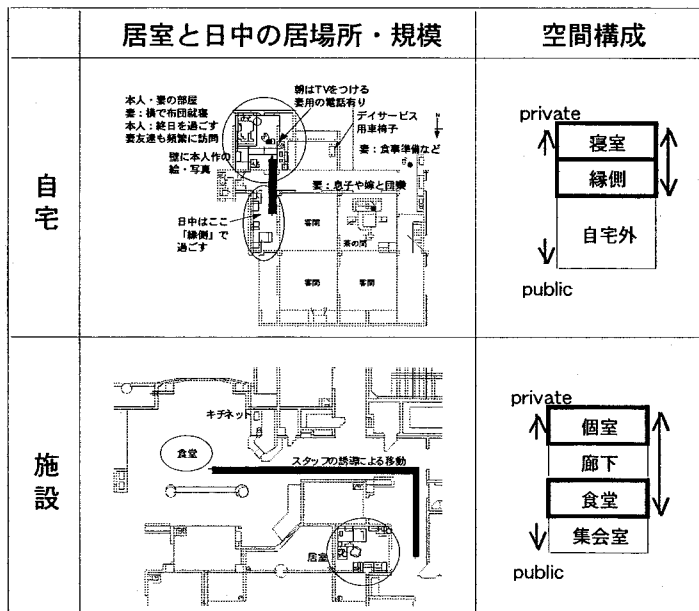 居室と日中の居場所・規模
空間構成
自宅
本人・妻の部屋
妻：横で布団就寝
本人：終日を過ごす
妻友達も頻繁に訪問
朝はTVをつける
妻用の電話有り
デイサービス
用車椅子
妻：食事準備など
壁に本人作の
絵・写真
妻：息子や嫁と団欒
日中はここ
「縁側」で
過ごす
客間
茶の間
客間
客間
private
寝室
縁側
自宅外
public
施設
キチネット
食堂
スタッフの誘導による移動
居室
private
個室
廊下
食堂
集会室
public